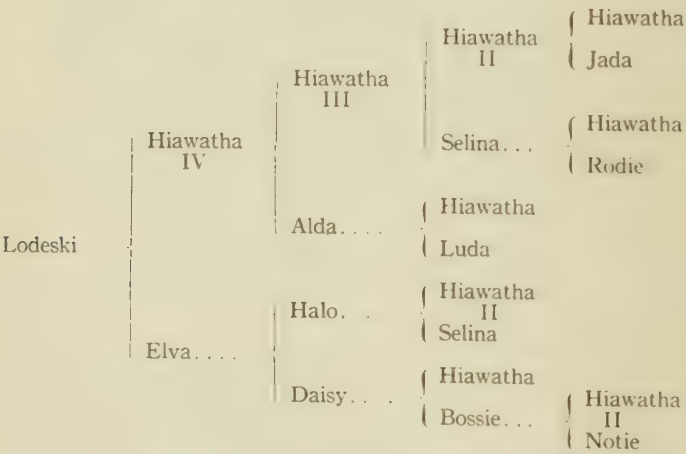 Hiawatha
Jada
Hiawatha
II
Hiawatha
III
Hiawatha
Rodie
Selina...
Hiawatha
IV
Hiawatha
Luda
Alda....
Lodeski
Hiawatha
II
Selina
Halo. .
Elva....
Hiawatha
Daisy.. .
Bossie...
Hiawatha
II
Notie